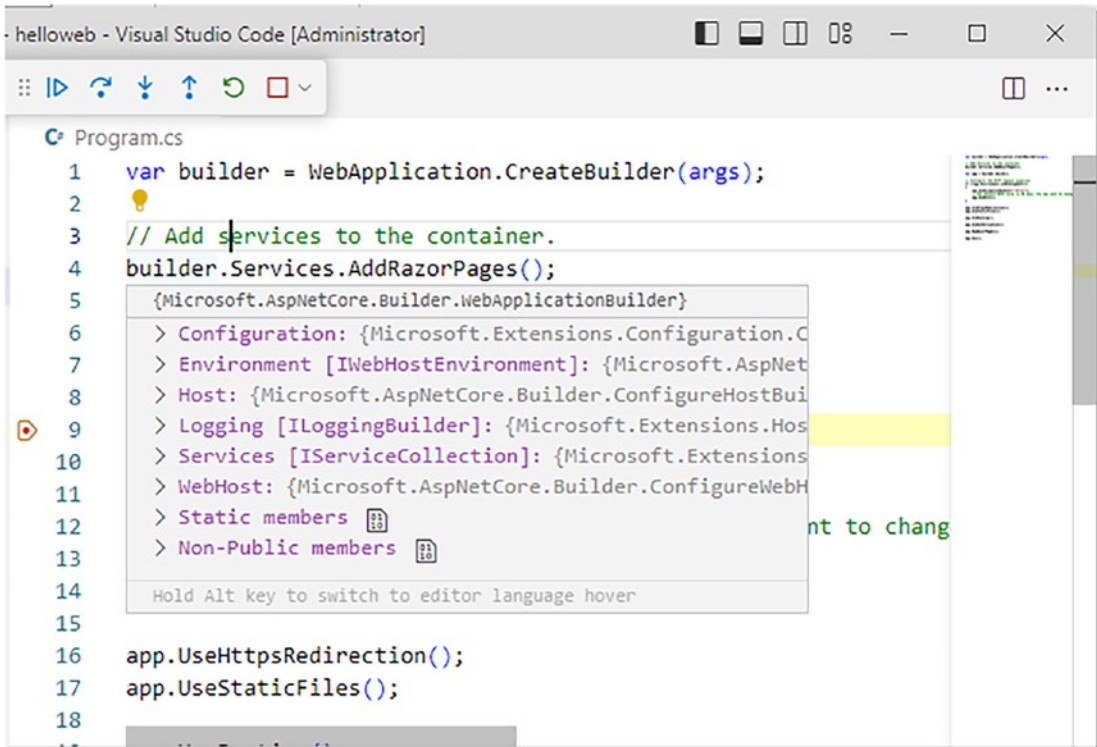 - helloweb - Visual Studio Code [Administrator]
C# Program.cs
1 var builder = WebApplication.CreateBuilder(args);
2
3 // Add services to the container.
4 builder.Services.AddRazorPages();
5 {Microsoft.AspNetCore.Builder.WebApplicationBuilder}
6 > Configuration: {Microsoft.Extensions.Configuration.C
7 > Environment [IWebHostEnvironment]: {Microsoft.AspNet
8 > Host: {Microsoft.AspNetCore.Builder.ConfigureHostBui
9 > Logging [ILoggingBuilder]: {Microsoft.Extensions.Hos
10 > Services [IServiceCollection]: {Microsoft.Extensions
11 > WebHost: {Microsoft.AspNetCore.Builder.ConfigureWebH
12 > Static members nt to chang
13 > Non-Public members
14 Hold Alt key to switch to editor language hover
15
16 app.UseHttpsRedirection();
17 app.UseStaticFiles();
18